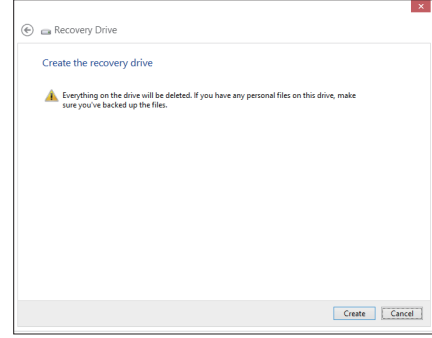 Recovery Drive
Create the recovery drive
Everything on the drive will be deleted. If you have any personal files on this drive, make
sure you've backed up the files.
Create Cancel